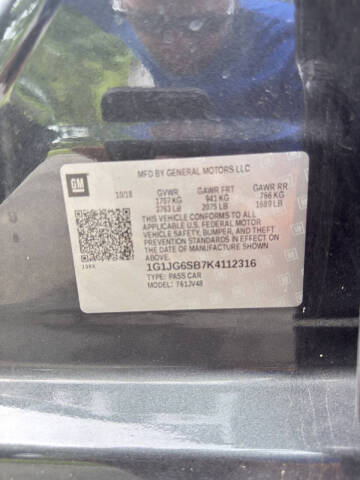 MFD BY GENERAL MOTORS LLC
GM
10/18 GVWR GAWR FRT GAWR RR
1707 KG 941 KG 766 KG
3763 LB 2075 LB 1689 LB
THIS VEHICLE CONFORMS TO ALL
APPLICABLE U.S. FEDERAL MOTOR
VEHICLE SAFETY, BUMPER, AND THEFT
PREVENTION STANDARDS IN EFFECT ON
THE DATE OF MANUFACTURE SHOWN ABOVE.
1G1JG6SB7K4112316
TYPE: PASS CAR
MODEL: 761JV48